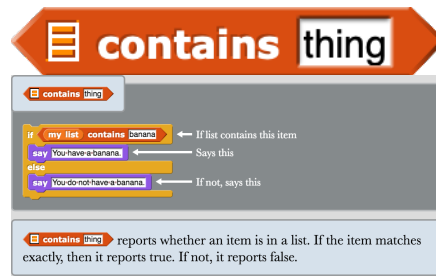 contains thing
contains thing
if my list contains banana
If list contains this item
say You-have-a-banana.
Says this
else
say You-do-not-have-a-banana.
If not, says this
contains thing reports whether an item is in a list. If the item matches
exactly, then it reports true. If not, it reports false.